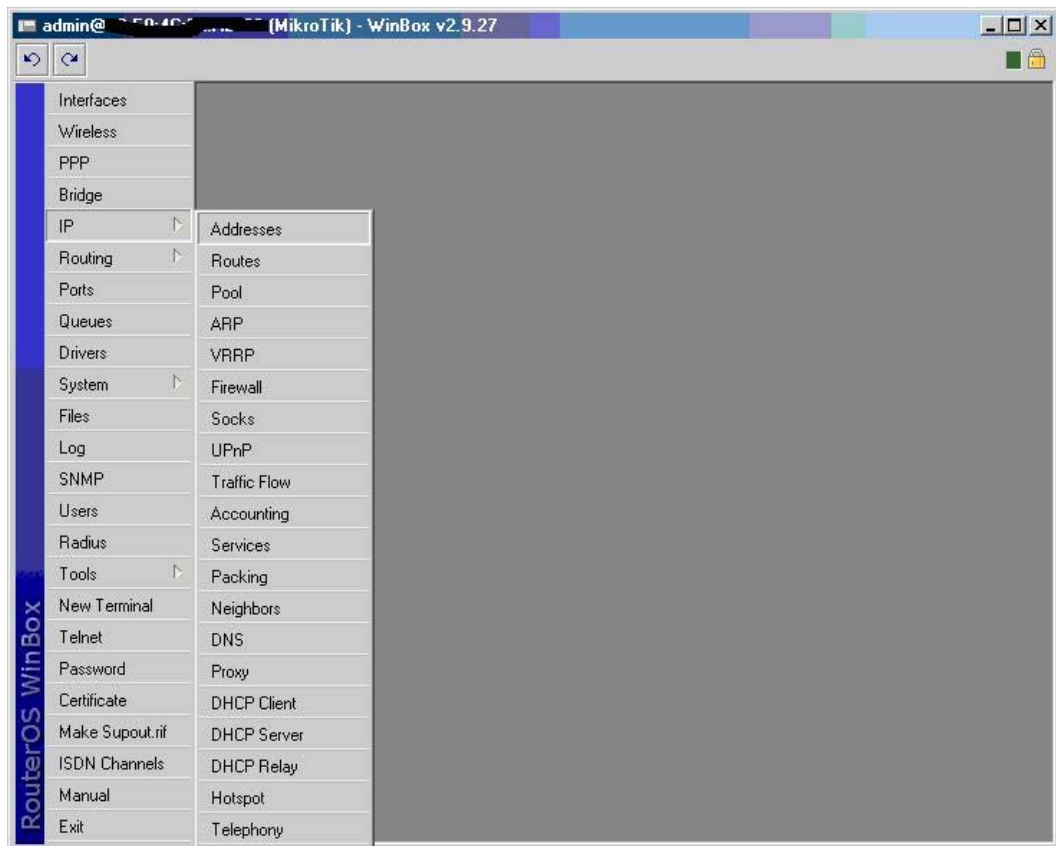 admin@ (MikroTik) - WinBox v2.9.27
Interfaces
Wireless
PPP
Bridge
IP
Routing
Ports
Queues
Drivers
System
Files
Log
SNMP
Users
Radius
Tools
New Terminal
Telnet
Password
Certificate
Make Supout.rif
ISDN Channels
Manual
Exit
Addresses
Routes
Pool
ARP
VRRP
Firewall
Socks
UPnP
Traffic Flow
Accounting
Services
Packing
Neighbors
DNS
Proxy
DHCP Client
DHCP Server
DHCP Relay
Hotspot
Telephony
RouterOS WinBox